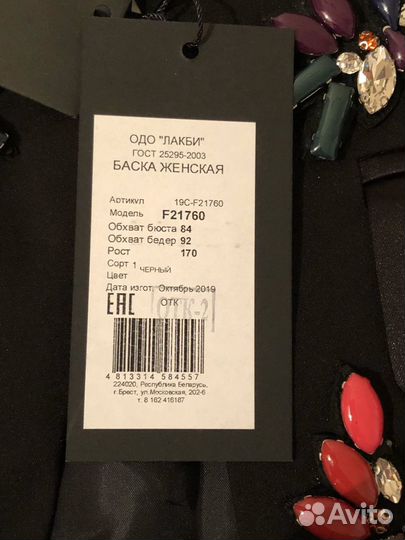 ОДО "ЛАКБИ"
ГОСТ 25295-2003
БАСКА ЖЕНСКАЯ
Артикул 19С-F21760
Модель F21760
Обхват бюста 84
Обхват бедер 92
Рост 170
Сорт 1 ЧЕРНЫЙ
Цвет
Дата изгот. Октябрь 2019
ЕАС ОТК
ОТК-2
4 813314 584557
224020, Республика Беларусь,
г.Брест, ул.Московская, 202-6
т. 8 162 416167
Avito